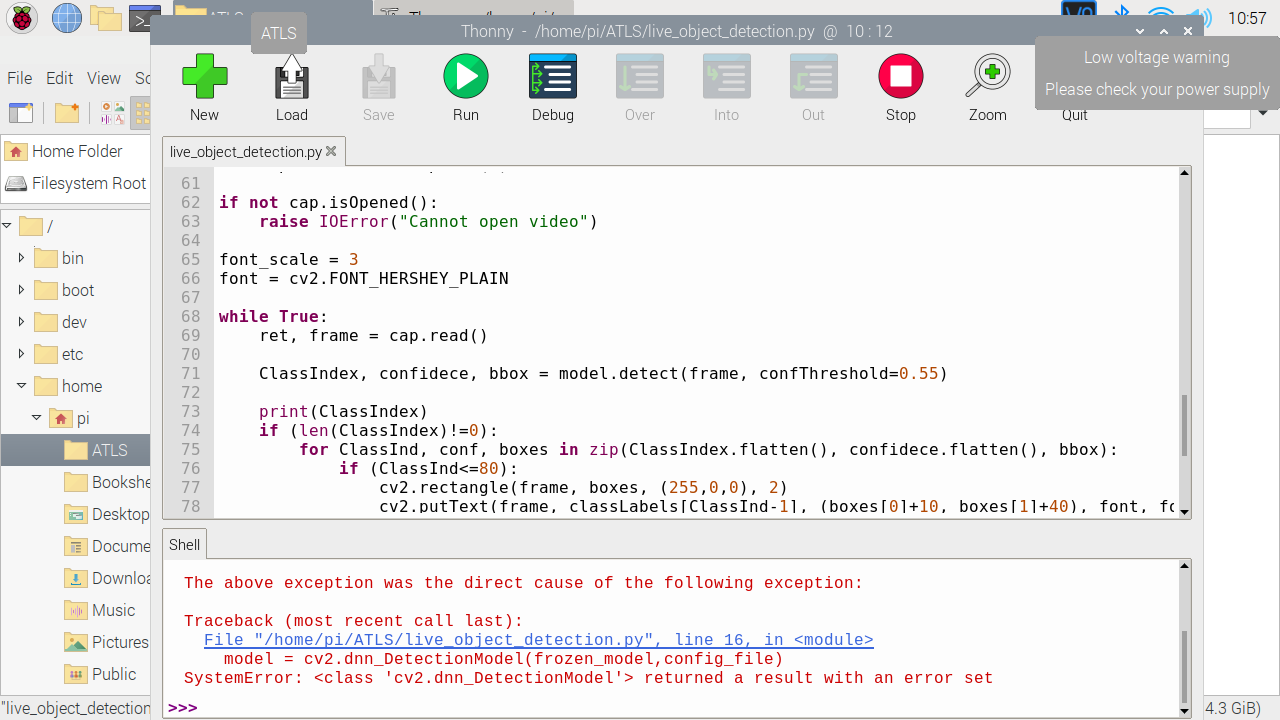 ATLS
10:57
Thonny - /home/pi/ATLS/live_object_detection.py @ 10 : 12
ATLS
Low voltage warning
Please check your power supply
File Edit View
New Load Save Run Debug Over Into Out Stop Zoom Quit
live_object_detection.py
Home Folder
Filesystem Root
/
bin
boot
dev
etc
home
pi
ATLS
Bookshe
Desktop
Docume
Downloa
Music
Pictures
Public
"live_object_detection
4.3 GiB)
61
62 if not cap.isOpened():
63     raise IOError("Cannot open video")
64
65 font_scale = 3
66 font = cv2.FONT_HERSHEY_PLAIN
67
68 while True:
69     ret, frame = cap.read()
70
71     ClassIndex, confidece, bbox = model.detect(frame, confThreshold=0.55)
72
73     print(ClassIndex)
74     if (len(ClassIndex)!=0):
75         for ClassInd, conf, boxes in zip(ClassIndex.flatten(), confidece.flatten(), bbox):
76             if (ClassInd<=80):
77                 cv2.rectangle(frame, boxes, (255,0,0), 2)
78                 cv2.putText(frame, classLabels[ClassInd-1], (boxes[0]+10, boxes[1]+40), font, fo
Shell
The above exception was the direct cause of the following exception:
Traceback (most recent call last):
  File "/home/pi/ATLS/live_object_detection.py", line 16, in <module>
    model = cv2.dnn_DetectionModel(frozen_model,config_file)
SystemError: <class 'cv2.dnn_DetectionModel'> returned a result with an error set
>>>